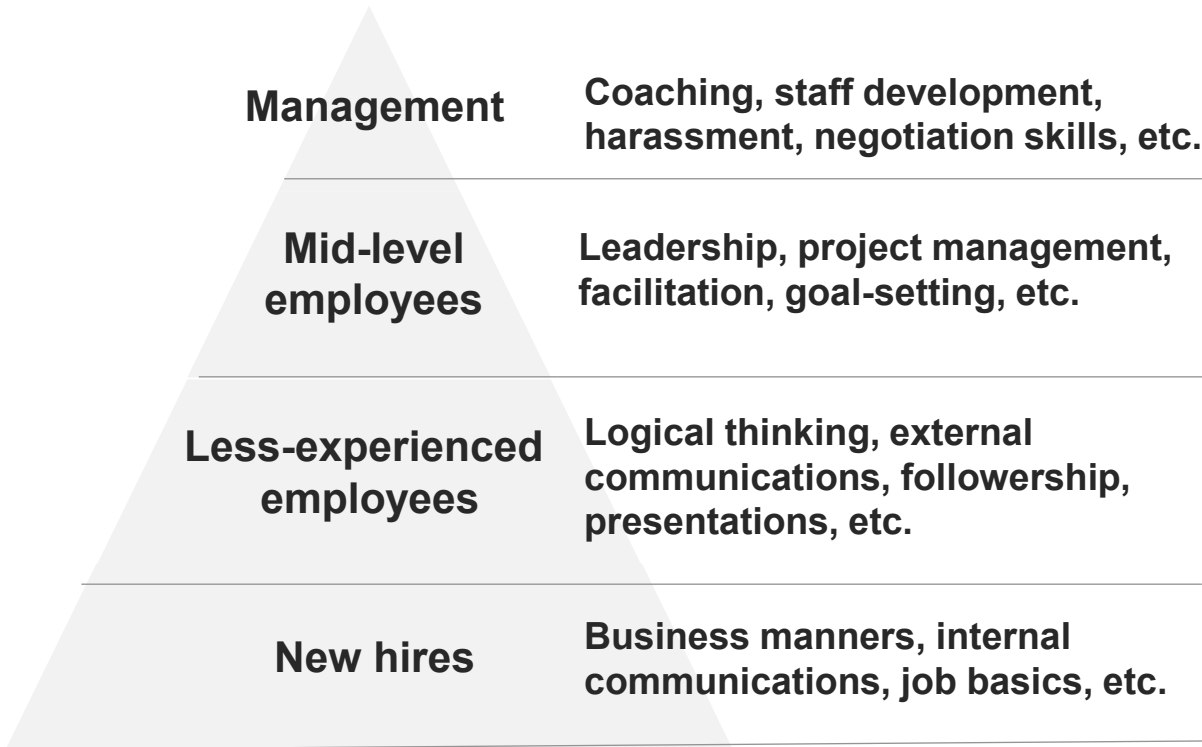 Management
Coaching, staff development,
harassment, negotiation skills, etc.
Mid-level
employees
Leadership, project management,
facilitation, goal-setting, etc.
Less-experienced
employees
Logical thinking, external
communications, followership,
presentations, etc.
New hires
Business manners, internal
communications, job basics, etc.